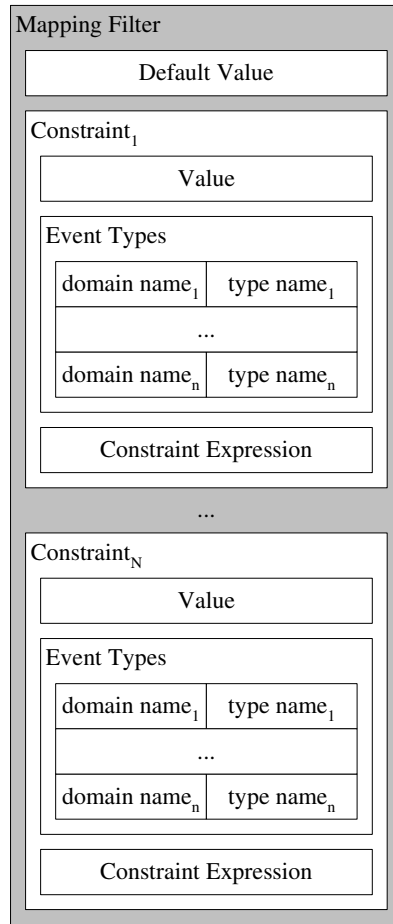 Mapping Filter
Default Value
Constraint₁
Value
Event Types
domain name₁ type name₁
...
domain nameₙ type nameₙ
Constraint Expression
...
Constraint_N
Value
Event Types
domain name₁ type name₁
...
domain nameₙ type nameₙ
Constraint Expression